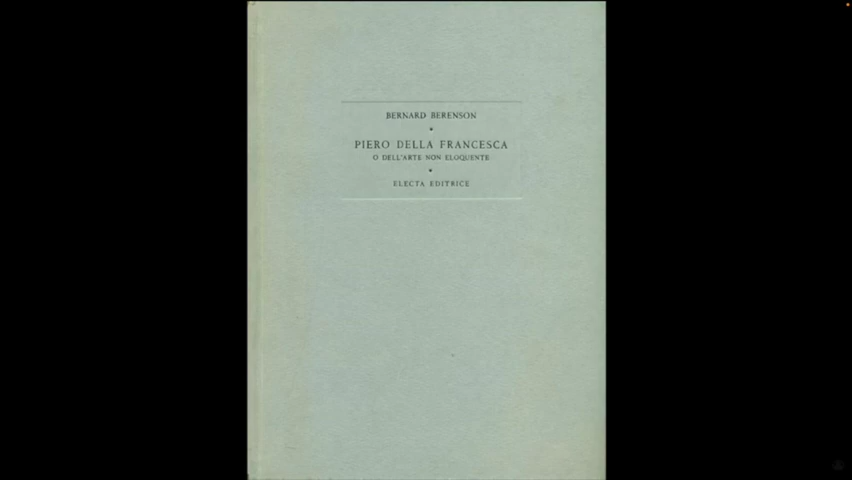 BERNARD BERENSON
PIERO DELLA FRANCESCA
O DELL'ARTE NON ELOQUENTE
ELECTA EDITRICE